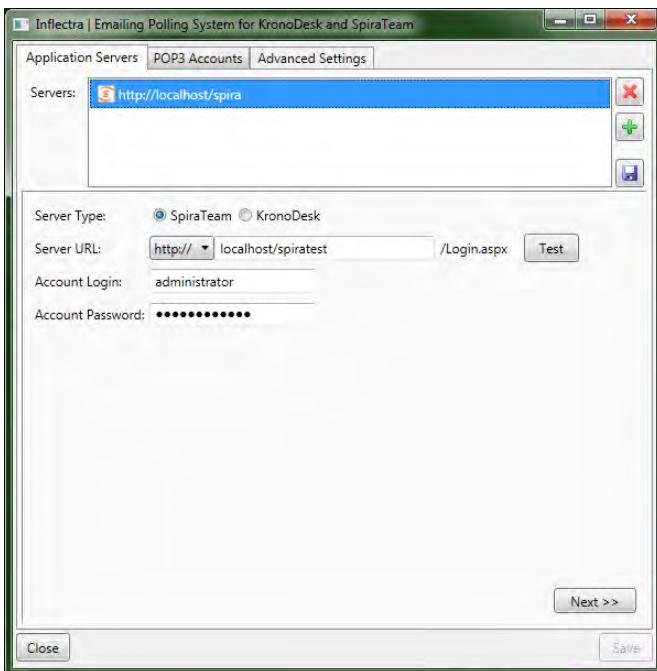 Inflectra | Emailing Polling System for KronoDesk and SpiraTeam
Application Servers POP3 Accounts Advanced Settings
Servers: http://localhost/spira
Server Type: SpiraTeam KronoDesk
Server URL: http:// localhost/spiratest /Login.aspx Test
Account Login: administrator
Account Password: ●●●●●●●●●●●●
Next >>
Close Save